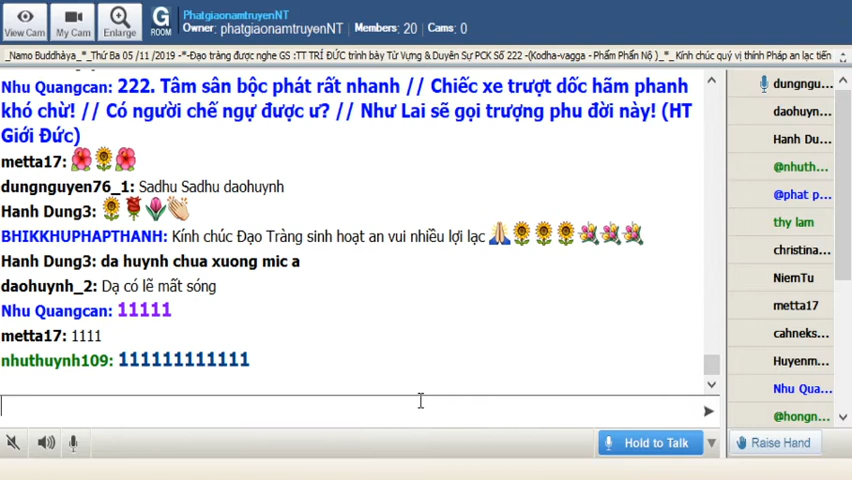 View Cam
My Cam
Enlarge
G
ROOM
PhatgiaonamtruyenNT
Owner: phatgiaonamtruyenNT | Members: 20 | Cams: 0
_Namo Buddhàya_*_Thứ Ba 05 /11 /2019 -*-Đạo tràng được nghe GS :TT TRÍ ĐỨC trình bày Từ Vựng & Duyên Sự PCK Số 222 -(Kodha-vagga - Phẩm Phẫn Nộ )_*_ Kính chúc quý vị thính Pháp an lạc tiến
Nhu Quangcan: 222. Tâm sân bộc phát rất nhanh // Chiếc xe trượt dốc hãm phanh
khó chừ! // Có người chế ngự được ư? // Như Lai sẽ gọi trượng phu đời này! (HT
Giới Đức)
metta17:
dungnguyen76_1: Sadhu Sadhu daohuynh
Hanh Dung3:
BHIKKHUPHAPTHANH: Kính chúc Đạo Tràng sinh hoạt an vui nhiều lợi lạc
Hanh Dung3: da huynh chua xuong mic a
daohuynh_2: Dạ có lẽ mất sóng
Nhu Quangcan: 11111
metta17: 1111
nhuthuynh109: 111111111111
dungngu...
daohuyn...
Hanh Du...
@nhuth...
@phat p...
thy lam
christina...
NiemTu
metta17
cahneks...
Huyenm...
Nhu Qua...
@hongn...
Hold to Talk
Raise Hand